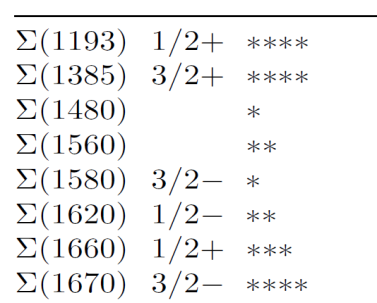 Σ(1193) 1/2+ ****
Σ(1385) 3/2+ ****
Σ(1480) *
Σ(1560) **
Σ(1580) 3/2− *
Σ(1620) 1/2− **
Σ(1660) 1/2+ ***
Σ(1670) 3/2− ****